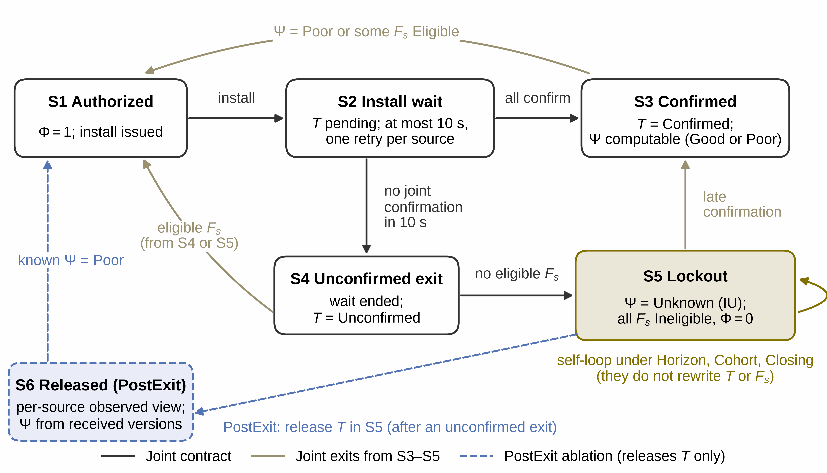 Ψ = Poor or some Fs Eligible
S1 Authorized
Φ = 1; install issued
install
S2 Install wait
T pending; at most 10 s,
one retry per source
all confirm
S3 Confirmed
T = Confirmed;
Ψ computable (Good or Poor)
no joint
confirmation
in 10 s
late
confirmation
eligible Fs
(from S4 or S5)
known Ψ = Poor
S4 Unconfirmed exit
wait ended;
T = Unconfirmed
no eligible Fs
S5 Lockout
Ψ = Unknown (IU);
all Fs Ineligible, Φ = 0
self-loop under Horizon, Cohort, Closing
(they do not rewrite T or Fs)
S6 Released (PostExit)
per-source observed view;
Ψ from received versions
PostExit: release T in S5 (after an unconfirmed exit)
Joint contract
Joint exits from S3–S5
PostExit ablation (releases T only)